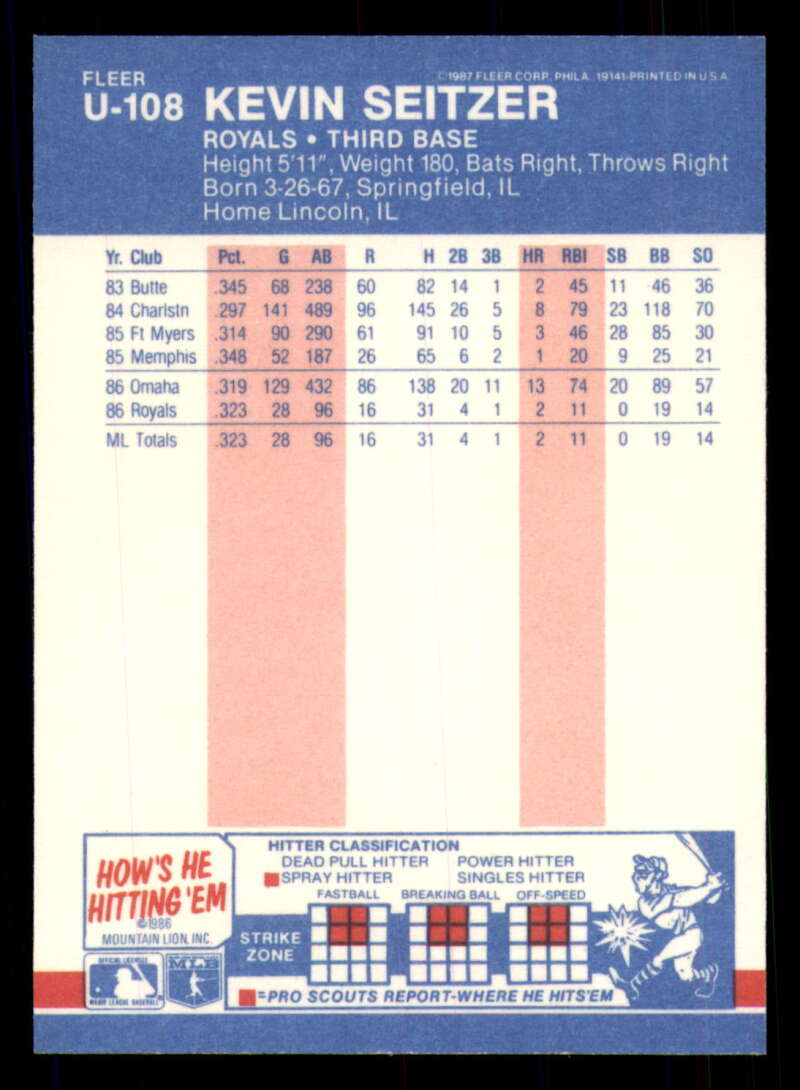 FLEER
©1987 FLEER CORP. PHILA. 19141-PRINTED IN U S A
U-108 KEVIN SEITZER
ROYALS • THIRD BASE
Height 5'11", Weight 180, Bats Right, Throws Right
Born 3-26-67, Springfield, IL
Home Lincoln, IL
Yr. Club Pct. G AB R H 2B 3B HR RBI SB BB SO
83 Butte .345 68 238 60 82 14 1 2 45 11 46 36
84 Charlstn .297 141 489 96 145 26 5 8 79 23 118 70
85 Ft Myers .314 90 290 61 91 10 5 3 46 28 85 30
85 Memphis .348 52 187 26 65 6 2 1 20 9 25 21
86 Omaha .319 129 432 86 138 20 11 13 74 20 89 57
86 Royals .323 28 96 16 31 4 1 2 11 0 19 14
ML Totals .323 28 96 16 31 4 1 2 11 0 19 14
HOW'S HE
HITTING 'EM
©1986
MOUNTAIN LION, INC.
OFFICIAL LICENSEE
MAJOR LEAGUE BASEBALL
MLB
HITTER CLASSIFICATION
DEAD PULL HITTER POWER HITTER
SPRAY HITTER SINGLES HITTER
FASTBALL BREAKING BALL OFF-SPEED
STRIKE
ZONE
=PRO SCOUTS REPORT-WHERE HE HITS'EM